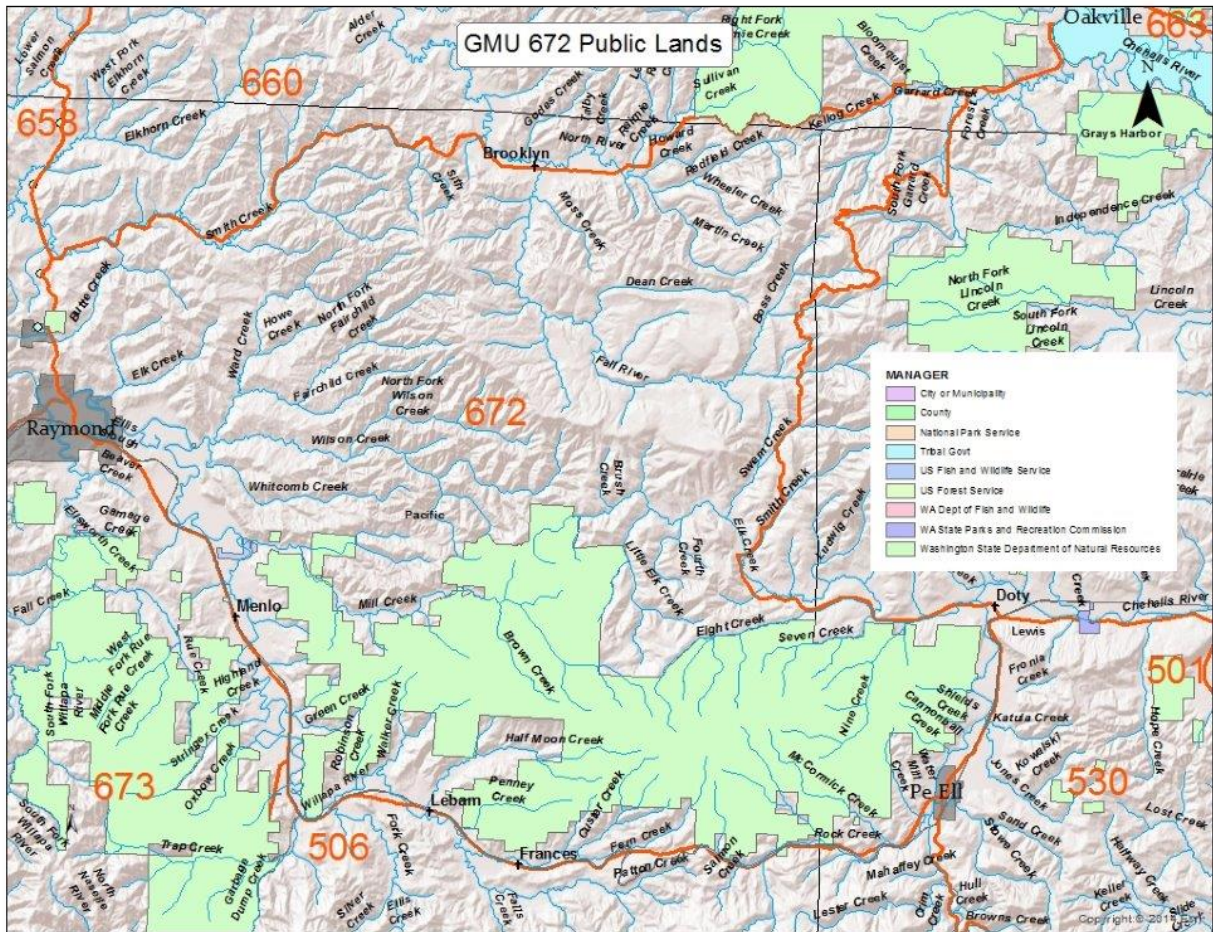 GMU 672 Public Lands
Oakville
663
Right Fork
Alder
Creek
Lower
Salmon
Creek
West Fork
Elkhorn
Creek
660
658
Bloomquist
Creek
Chehalis River
N
Sullivan
Creek
Godes Creek
Elkhorn Creek
North River
Raimie
Creek
Howard
Creek
Kellog Creek
Garrard Creek
Forest
Creek
Grays Harbor
Brooklyn
Redfield Creek
Wheeler Creek
South Fork
Garrard
Creek
Independence Creek
Smith Creek
Moss Creek
Martin Creek
Dean Creek
Boss Creek
North Fork
Lincoln
Creek
Lincoln
Creek
South Fork
Lincoln
Creek
Butte Creek
Ward Creek
Howe
Creek
North Fork
Fairchild
Creek
Elk Creek
Fairchild Creek
North Fork
Wilson
Creek
672
Fall River
MANAGER
City or Municipality
County
National Park Service
Tribal Govt
US Fish and Wildlife Service
US Forest Service
WA Dept of Fish and Wildlife
WA State Parks and Recreation Commission
Washington State Department of Natural Resources
Raymond
Ellis
Slough
Beaver
Creek
Wilson Creek
Whitcomb Creek
Pacific
Brush
Creek
Swem Creek
Smith Creek
Ludwig Creek
Elk Creek
Gamage
Creek
Ellsworth Creek
Little Elk Creek
Fourth
Creek
Fall Creek
Menlo
Mill Creek
Eight Creek
Seven Creek
Doty
Chehalis River
Lewis
Fronia
Creek
501
West
Fork Rue
Creek
Middle
Fork Rue
Creek
Rue Creek
South Fork
Willapa
River
Highland
Creek
Stringer Creek
Oxbow Creek
Green Creek
Robinson
Creek
Walker Creek
Brown Creek
Half Moon Creek
Penney
Creek
Custer Creek
Nine Creek
Shields
Creek
Cannonball
Creek
McCormick Creek
Water
Mill
Creek
Pe Ell
Katula Creek
Kowalski
Creek
Jones Creek
Hope Creek
530
Lost Creek
673
506
Willapa River
Lebam
Frances
Fern Creek
Patton Creek
Salmon
Creek
Rock Creek
Mahaffey Creek
Sand Creek
Stowe Creek
Halfway Creek
South Fork
Willapa
River
Trap Creek
North
Naselle
River
Garbage
Dump Creek
Fork Creek
Silver
Creek
Ellis
Creek
Falls
Creek
Lester Creek
Crim
Creek
Hull
Creek
Browns Creek
Keller
Creek
Slide